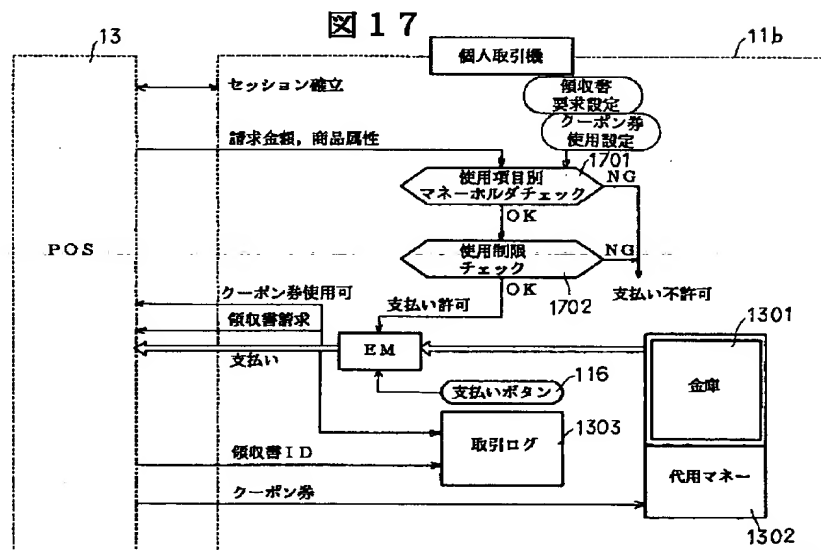 図17
13
個人取引機
11b
セッション確立
領収書
要求設定
クーポン券
使用設定
請求金額,商品属性
1701
使用項目別
マネーホルダチェック
NG
OK
POS
使用制限
チェック
NG
OK
1702
支払い不許可
クーポン券使用可
支払い許可
領収書請求
1301
EM
支払い
金庫
支払いボタン
116
1303
取引ログ
領収書ID
代用マネー
クーポン券
1302